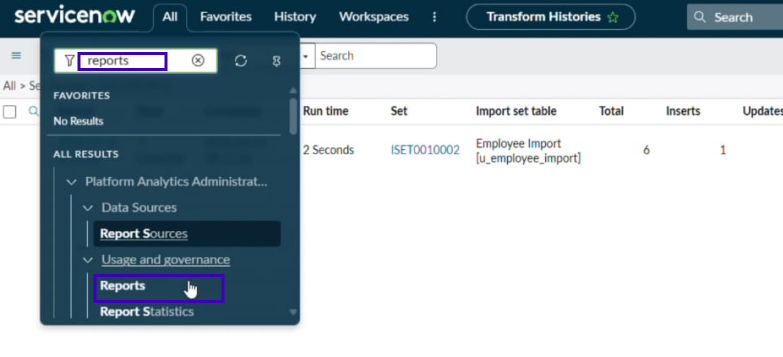 servicenow All Favorites History Workspaces Transform Histories Search
reports
Search
All > Se
FAVORITES
No Results
Run time Set Import set table Total Inserts Updates
2 Seconds ISET0010002 Employee Import 6 1
[u_employee_import]
ALL RESULTS
Platform Analytics Administrat...
Data Sources
Report Sources
Usage and governance
Reports
Report Statistics